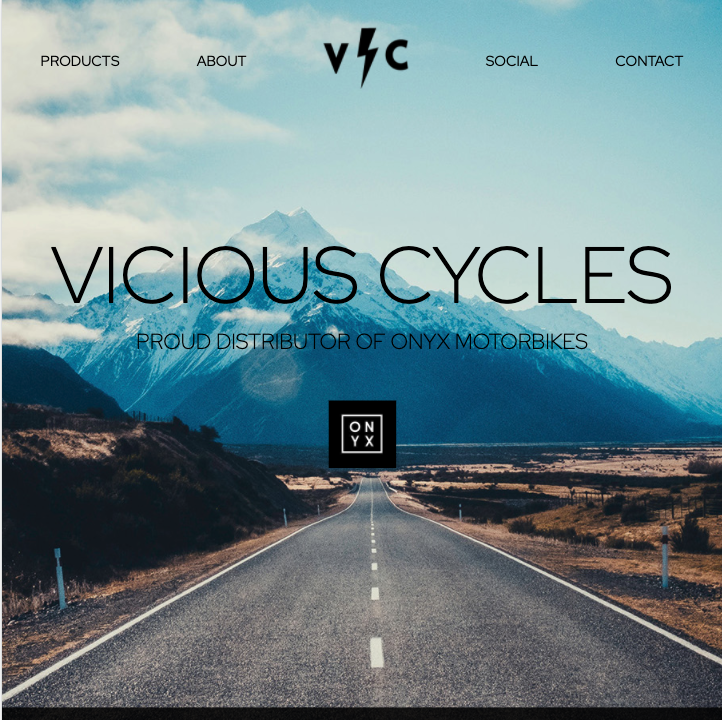 PRODUCTS ABOUT V C SOCIAL CONTACT
VICIOUS CYCLES
PROUD DISTRIBUTOR OF ONYX MOTORBIKES
ON
YX